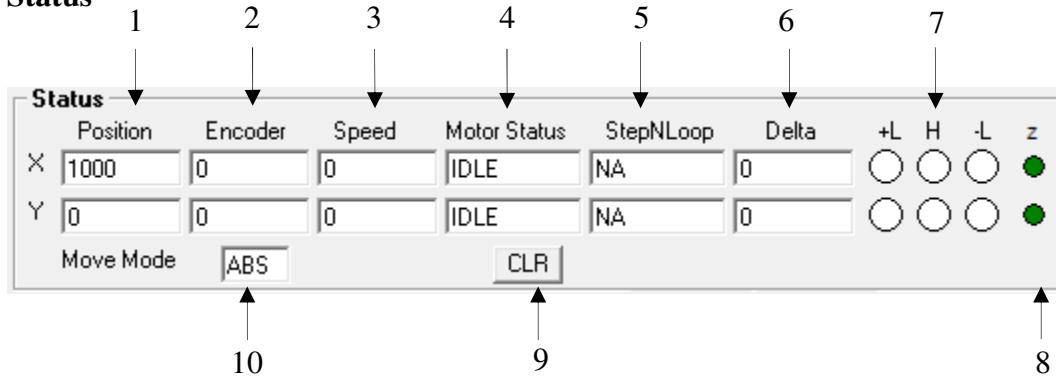 Status
1 2 3 4 5 6 7
Status
Position Encoder Speed Motor Status StepNLoop Delta +L H -L z
X 1000 0 0 IDLE NA 0
Y 0 0 0 IDLE NA 0
Move Mode ABS CLR
10 9 8